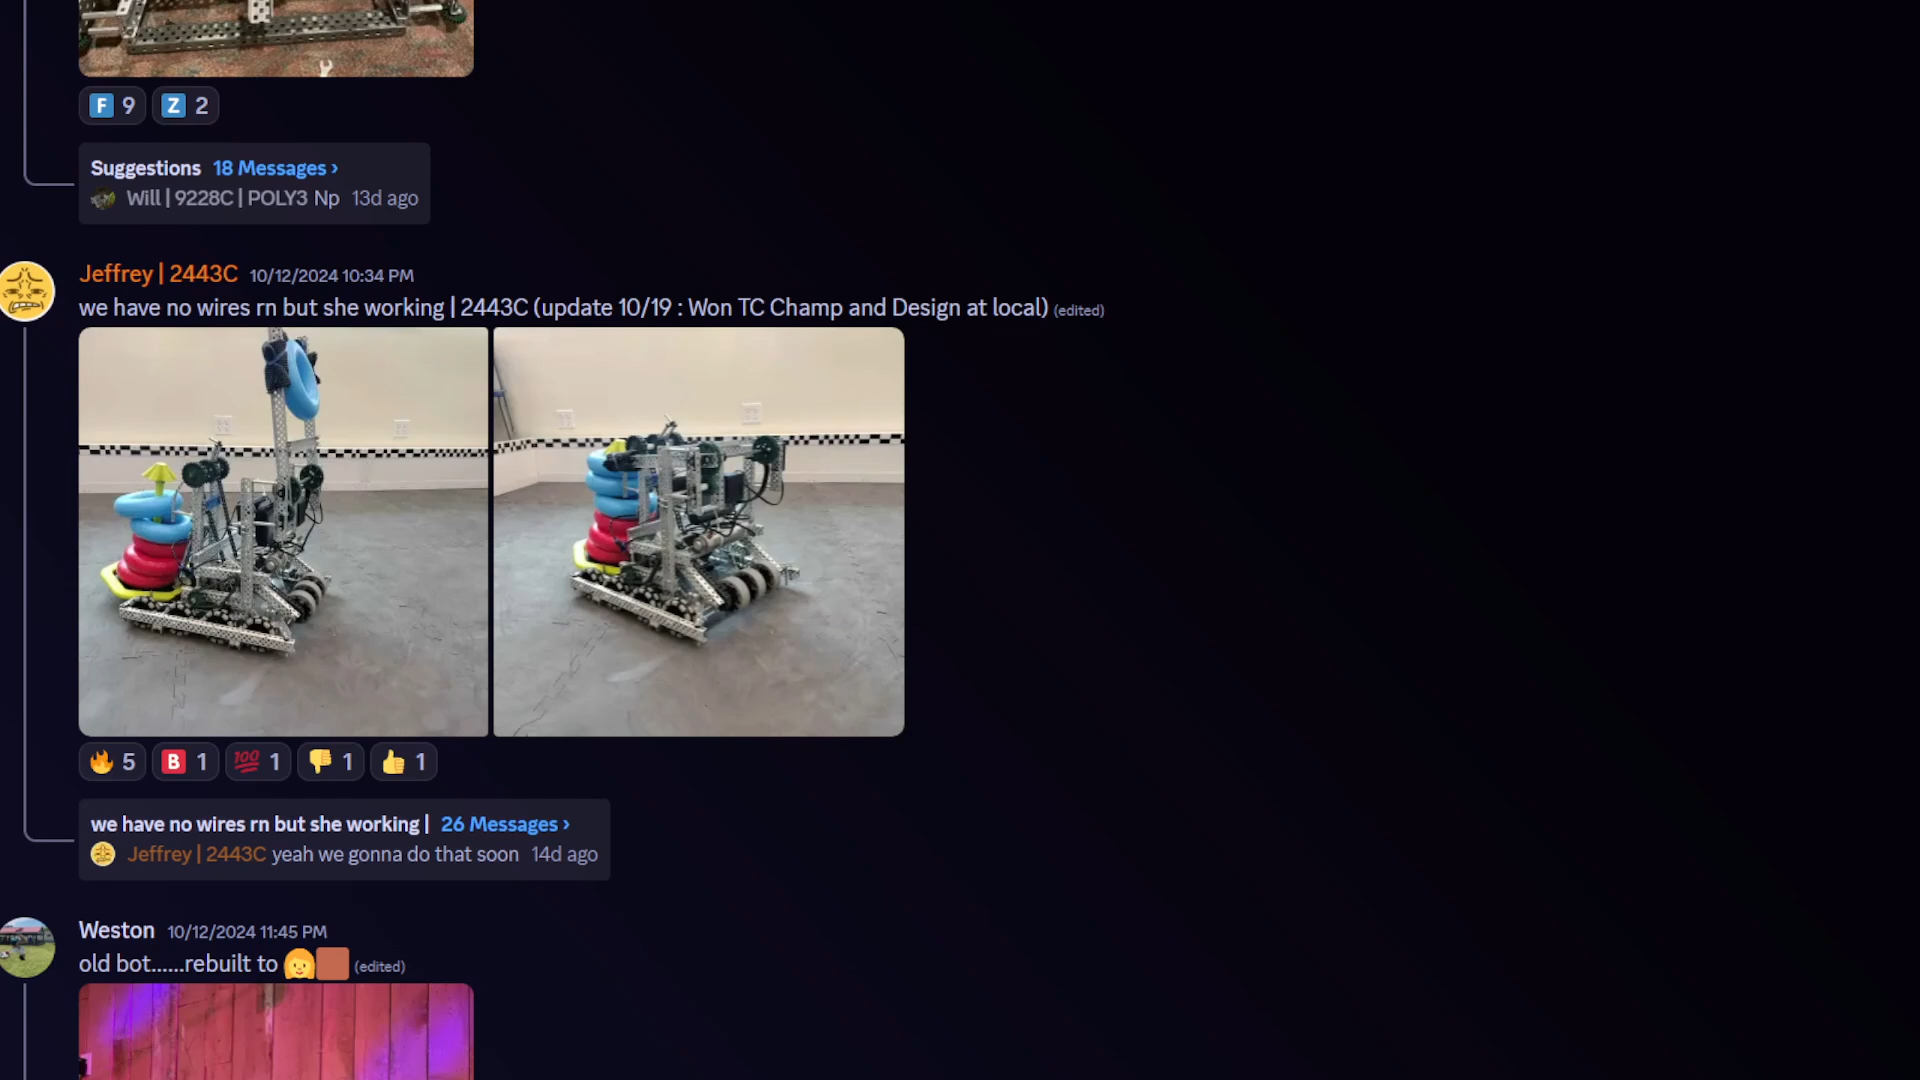 F 9 Z 2
Suggestions 18 Messages ›
Will | 9228C | POLY3 Np 13d ago
Jeffrey | 2443C 10/12/2024 10:34 PM
we have no wires rn but she working | 2443C (update 10/19 : Won TC Champ and Design at local) (edited)
5 B 1 100 1 1 1
we have no wires rn but she working | 26 Messages ›
Jeffrey | 2443C yeah we gonna do that soon 14d ago
Weston 10/12/2024 11:45 PM
old bot......rebuilt to (edited)